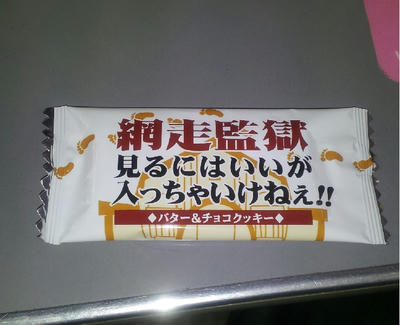 網走監獄
見るにはいいが
入っちゃいけねぇ!!
◆バター&チョコクッキー◆